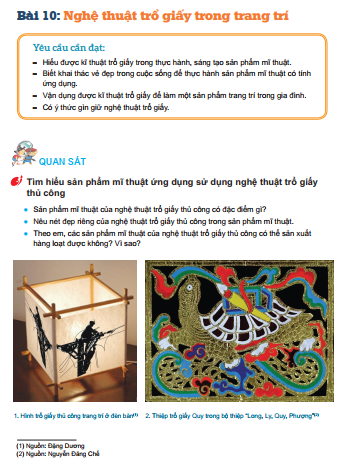 Bài 10: Nghệ thuật trổ giấy trong trang trí
Yêu cầu cần đạt:
– Hiểu được kĩ thuật trổ giấy trong thực hành, sáng tạo sản phẩm mĩ thuật.
– Biết khai thác vẻ đẹp trong cuộc sống để thực hành sản phẩm mĩ thuật có tính
ứng dụng.
– Vận dụng được kĩ thuật trổ giấy để làm một sản phẩm trang trí trong gia đình.
– Có ý thức gìn giữ nghệ thuật trổ giấy.
QUAN SÁT
Tìm hiểu sản phẩm mĩ thuật ứng dụng sử dụng nghệ thuật trổ giấy
thủ công
• Sản phẩm mĩ thuật của nghệ thuật trổ giấy thủ công có đặc điểm gì?
• Nêu nét đẹp riêng của nghệ thuật trổ giấy thủ công trong sản phẩm mĩ thuật.
• Theo em, các sản phẩm mĩ thuật của nghệ thuật trổ giấy thủ công có thể sản xuất
hàng loạt được không? Vì sao?
1. Hình trổ giấy thủ công trang trí ở đèn bàn(1)
2. Thiệp trổ giấy Quy trong bộ thiệp "Long, Ly, Quy, Phượng"(2)
(1) Nguồn: Đặng Dương
(2) Nguồn: Nguyễn Đăng Chế